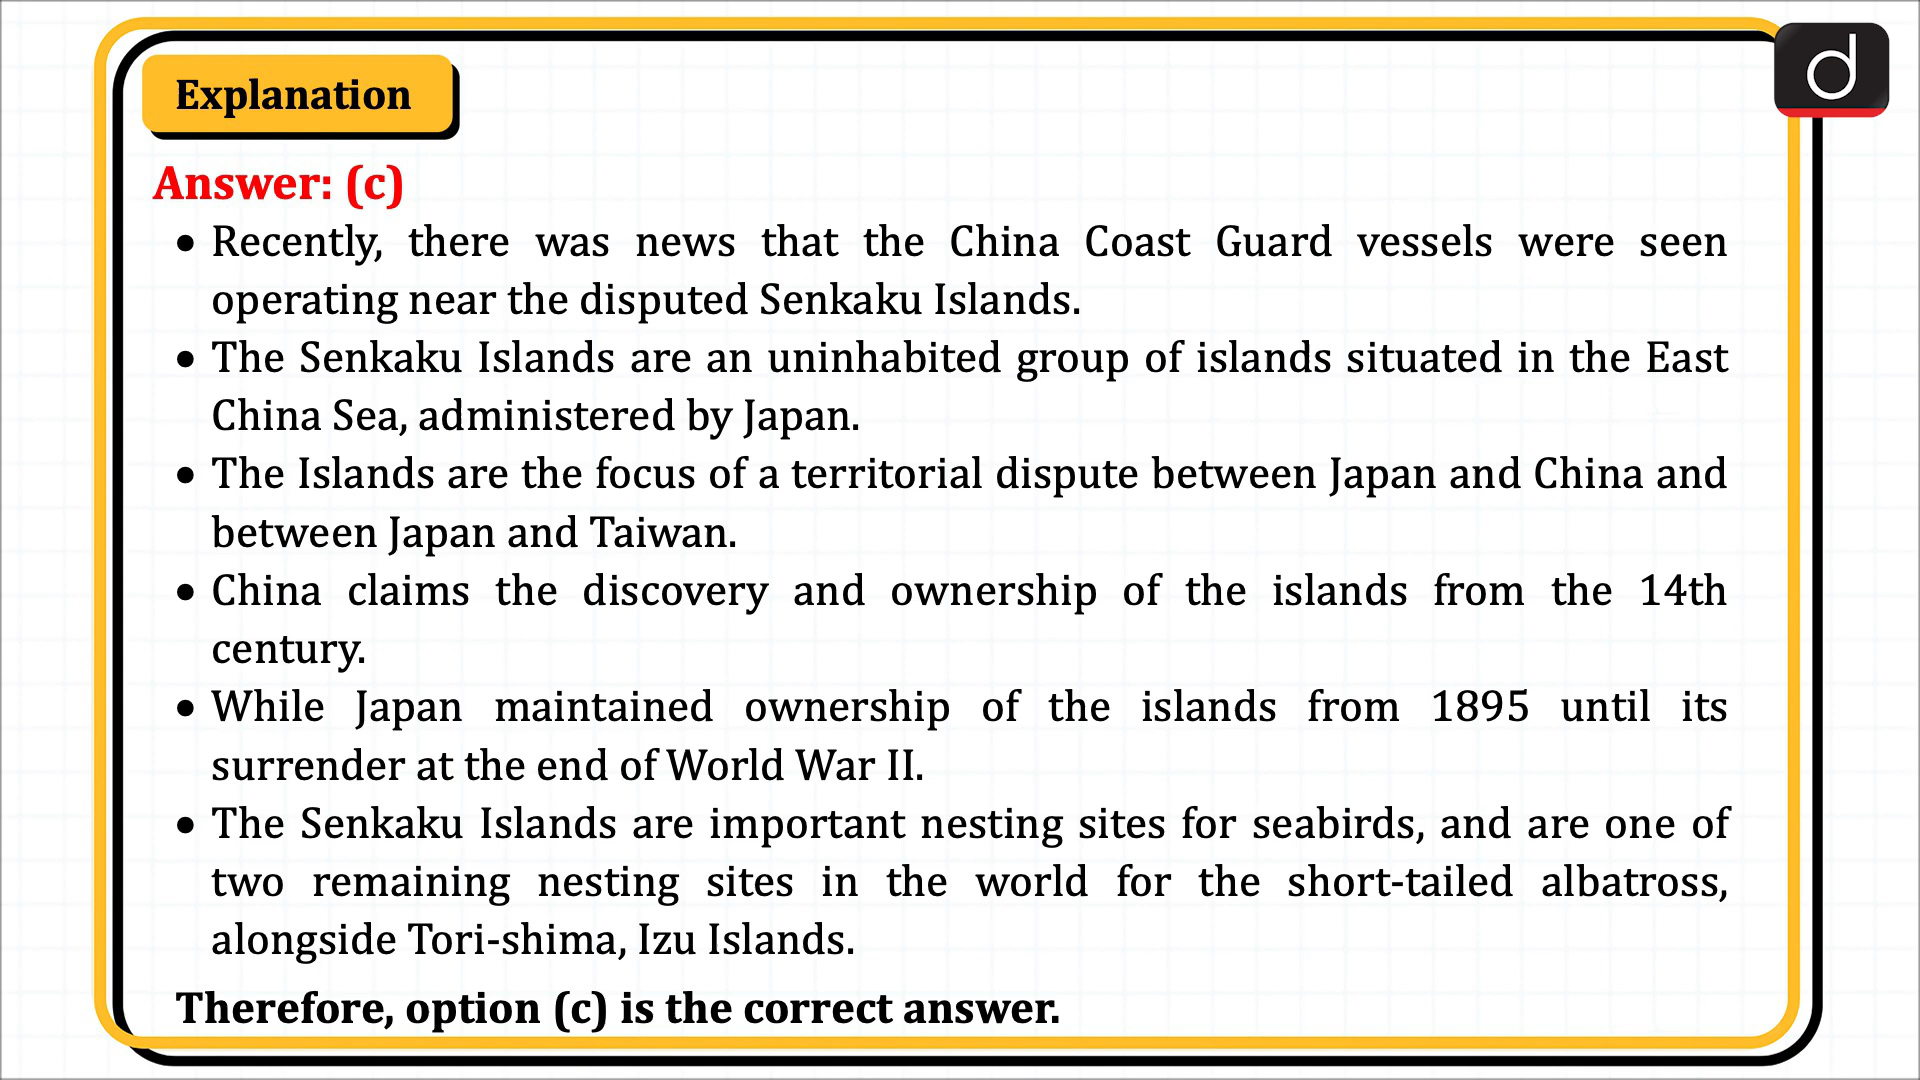 Explanation
d
Answer: (c)
• Recently, there was news that the China Coast Guard vessels were seen
operating near the disputed Senkaku Islands.
• The Senkaku Islands are an uninhabited group of islands situated in the East
China Sea, administered by Japan.
• The Islands are the focus of a territorial dispute between Japan and China and
between Japan and Taiwan.
• China claims the discovery and ownership of the islands from the 14th
century.
• While Japan maintained ownership of the islands from 1895 until its
surrender at the end of World War II.
• The Senkaku Islands are important nesting sites for seabirds, and are one of
two remaining nesting sites in the world for the short-tailed albatross,
alongside Tori-shima, Izu Islands.
Therefore, option (c) is the correct answer.